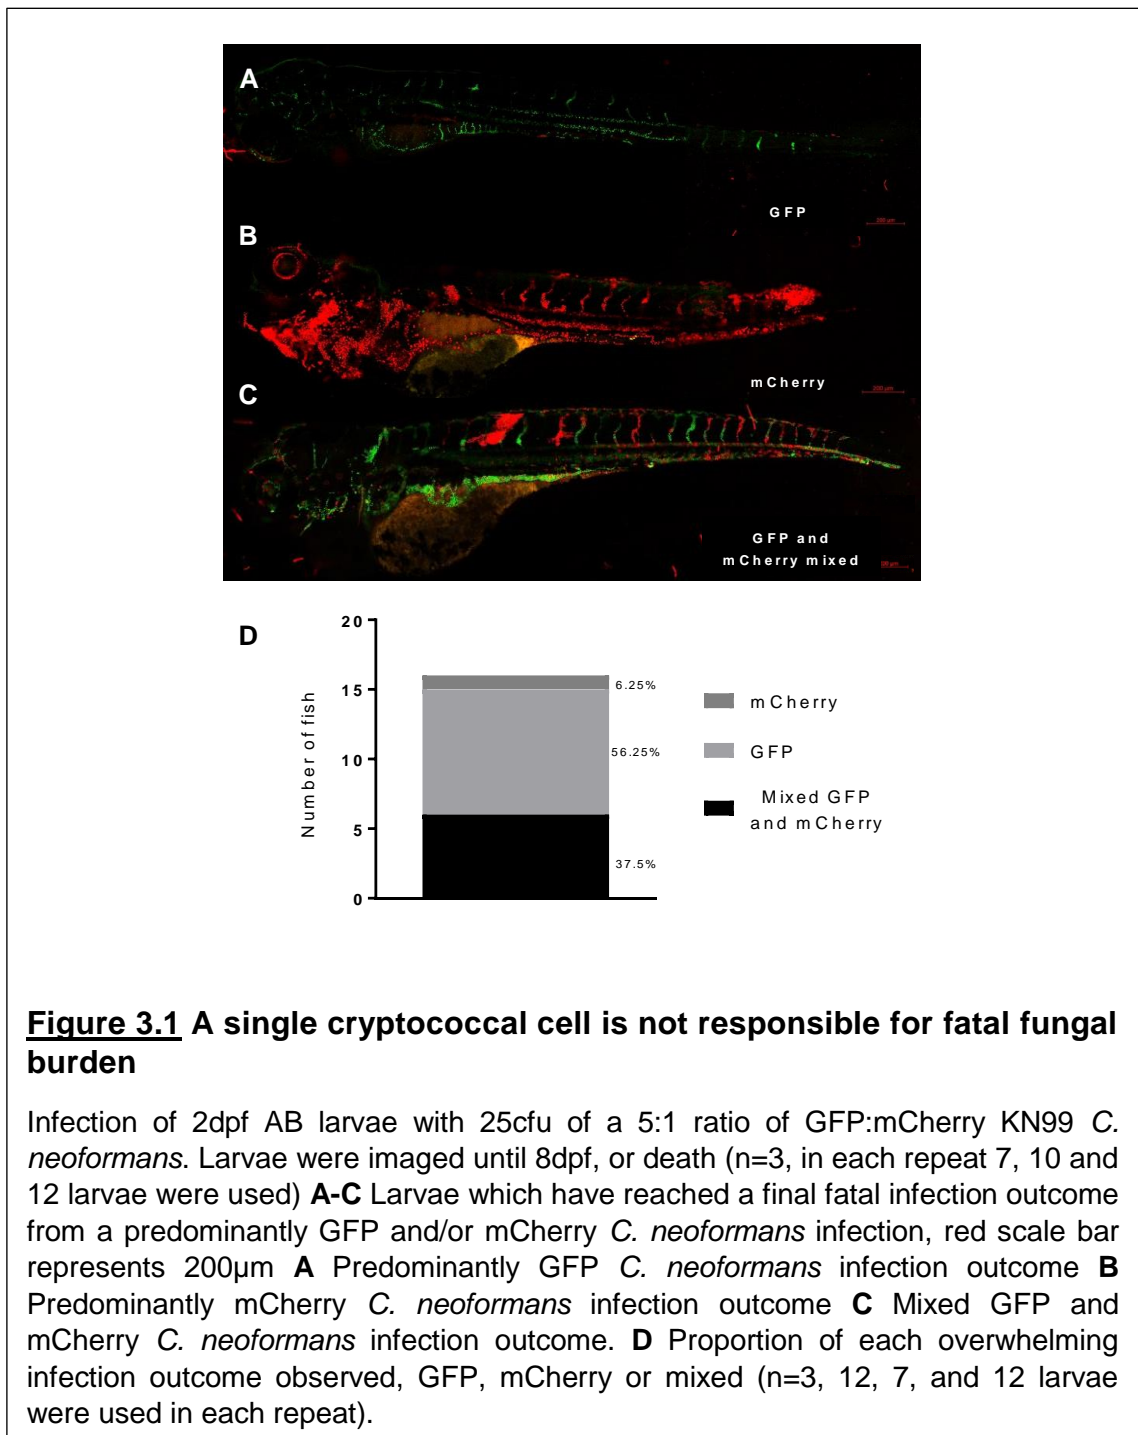 A
GFP
200 µm
B
mCherry
200 µm
C
GFP and
mCherry mixed
D
20
15
10
5
0
Number of fish
6.25%
56.25%
37.5%
mCherry
GFP
Mixed GFP
and mCherry
Figure 3.1 A single cryptococcal cell is not responsible for fatal fungal
burden
Infection of 2dpf AB larvae with 25cfu of a 5:1 ratio of GFP:mCherry KN99 C.
neoformans. Larvae were imaged until 8dpf, or death (n=3, in each repeat 7, 10 and
12 larvae were used) A-C Larvae which have reached a final fatal infection outcome
from a predominantly GFP and/or mCherry C. neoformans infection, red scale bar
represents 200µm A Predominantly GFP C. neoformans infection outcome B
Predominantly mCherry C. neoformans infection outcome C Mixed GFP and
mCherry C. neoformans infection outcome. D Proportion of each overwhelming
infection outcome observed, GFP, mCherry or mixed (n=3, 12, 7, and 12 larvae
were used in each repeat).